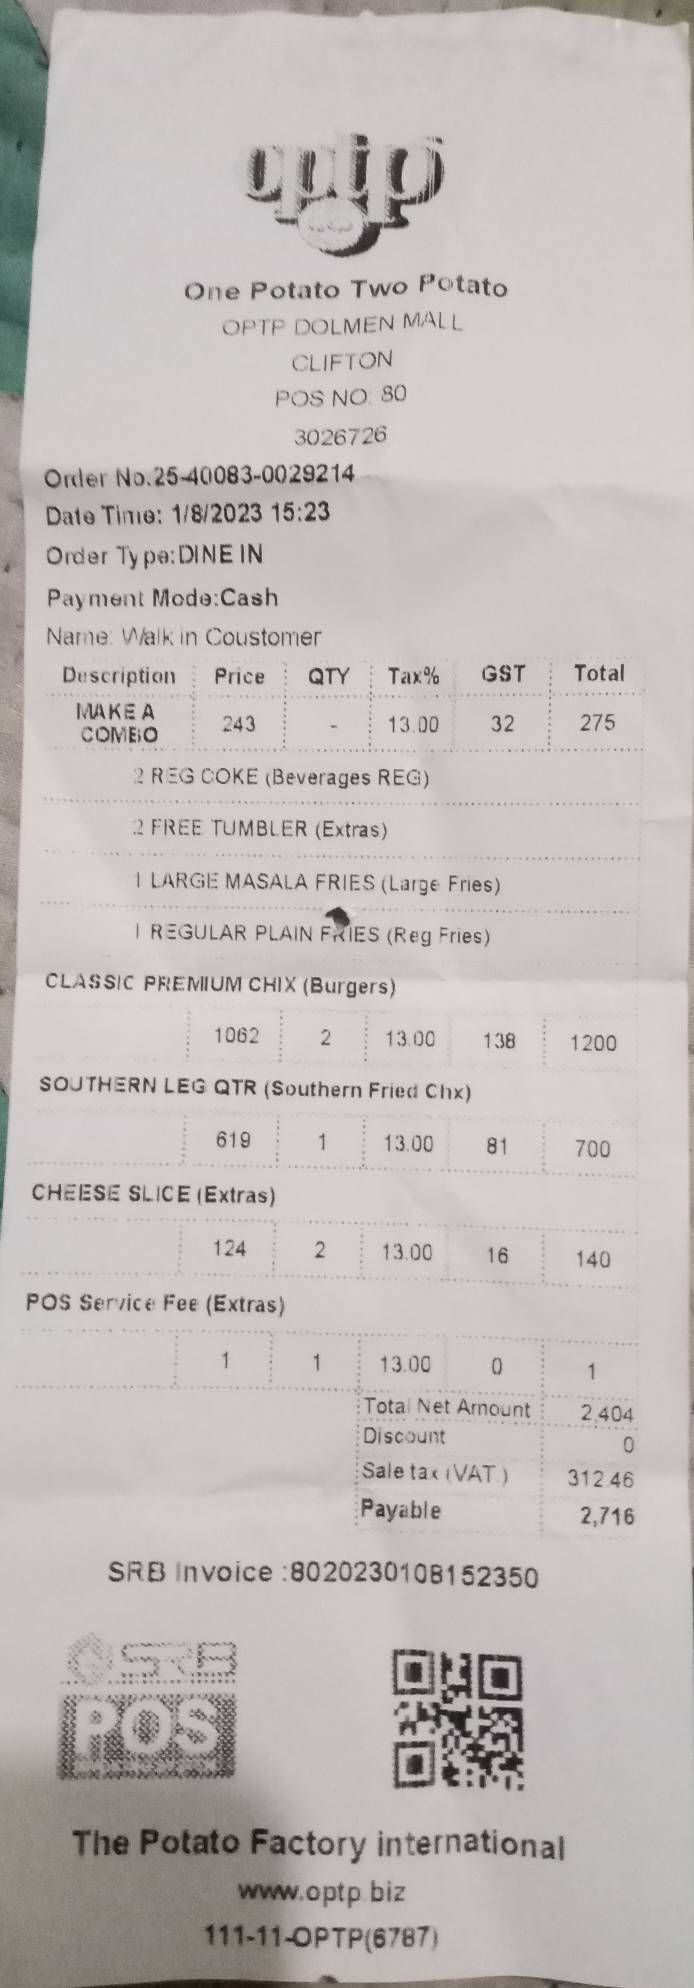 optp
One Potato Two Potato
OPTP DOLMEN MALL
CLIFTON
POS NO: 80
3026726
Order No.25-40083-0029214
Date Time: 1/8/2023 15:23
Order Type:DINE IN
Payment Mode:Cash
Name: Walk in Coustomer
Description Price QTY Tax% GST Total
MAKE A COMBO 243 - 13.00 32 275
2 REG COKE (Beverages REG)
2 FREE TUMBLER (Extras)
1 LARGE MASALA FRIES (Large Fries)
1 REGULAR PLAIN FRIES (Reg Fries)
CLASSIC PREMIUM CHIX (Burgers)
1062 2 13.00 138 1200
SOUTHERN LEG QTR (Southern Fried Chx)
619 1 13.00 81 700
CHEESE SLICE (Extras)
124 2 13.00 16 140
POS Service Fee (Extras)
1 1 13.00 0 1
Total Net Amount 2,404
Discount 0
Sale tax (VAT) 312.46
Payable 2,716
SRB Invoice :8020230108152350
SRB
POS
The Potato Factory international
www.optp.biz
111-11-OPTP(6787)